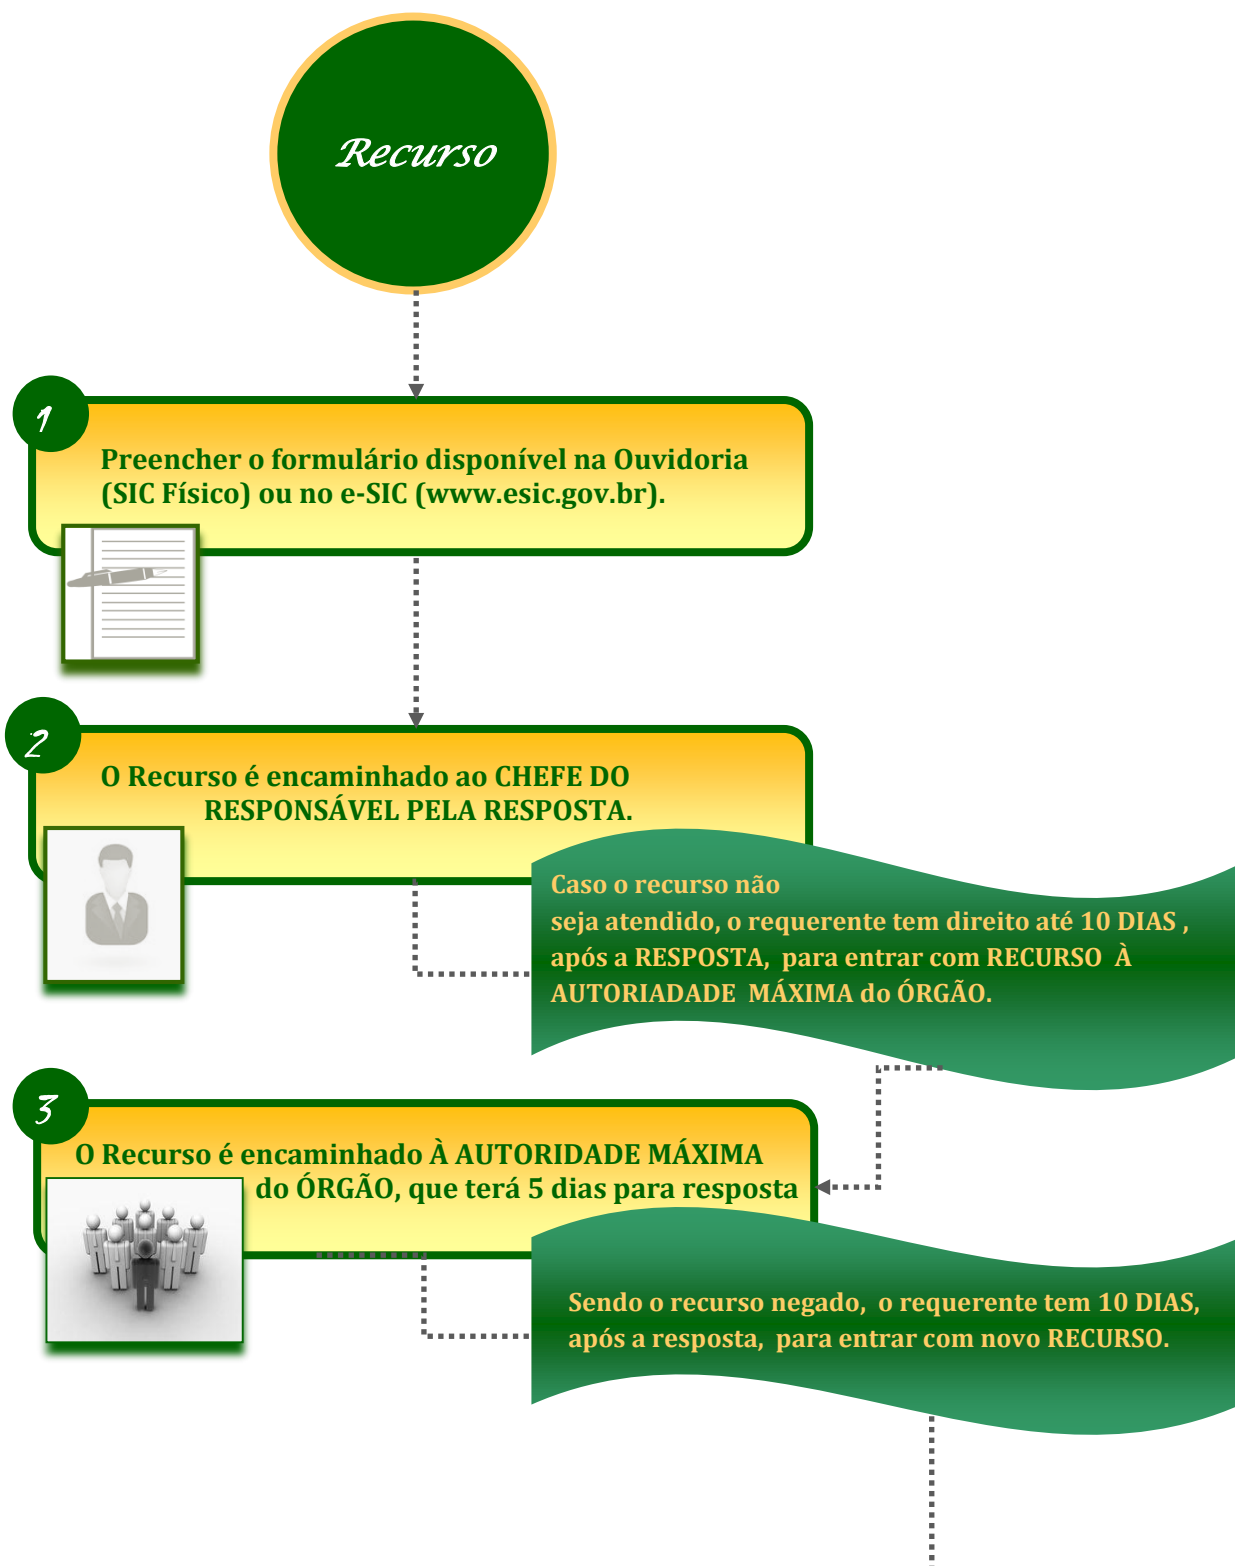 Recurso
1
Preencher o formulário disponível na Ouvidoria
(SIC Físico) ou no e-SIC (www.esic.gov.br).
2
O Recurso é encaminhado ao CHEFE DO
RESPONSÁVEL PELA RESPOSTA.
Caso o recurso não
seja atendido, o requerente tem direito até 10 DIAS ,
após a RESPOSTA, para entrar com RECURSO À
AUTORIADADE MÁXIMA do ÓRGÃO.
3
O Recurso é encaminhado À AUTORIDADE MÁXIMA
do ÓRGÃO, que terá 5 dias para resposta
Sendo o recurso negado, o requerente tem 10 DIAS,
após a resposta, para entrar com novo RECURSO.